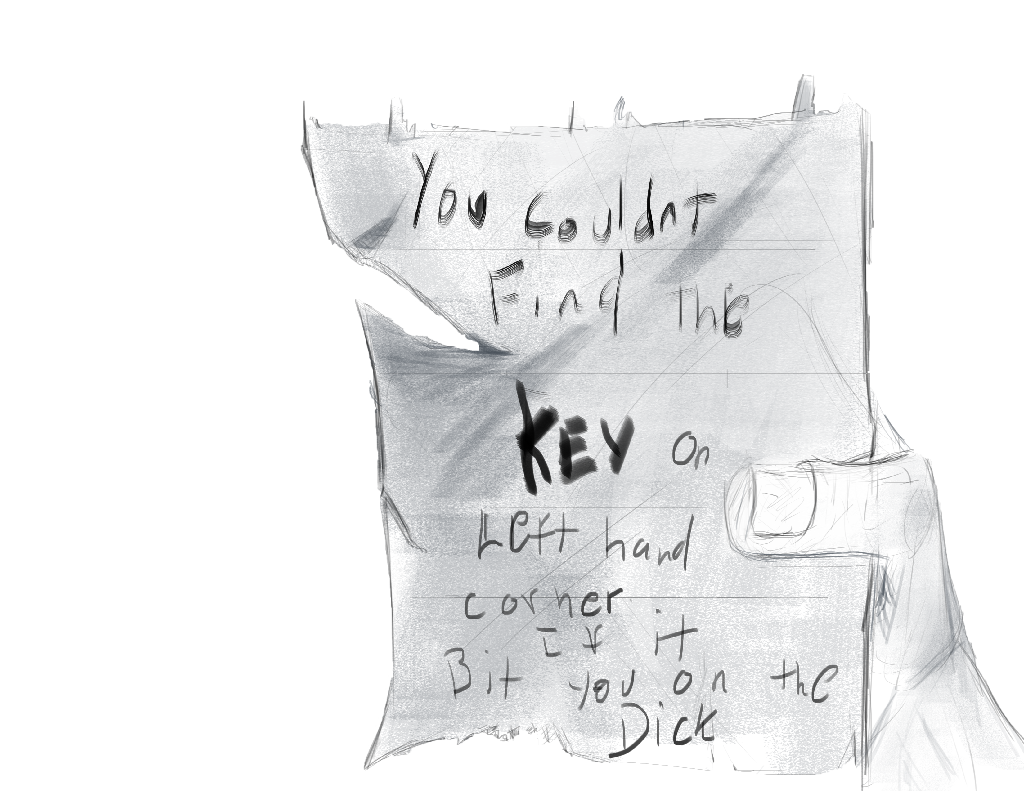 You couldnt
Find the
KEY on
Left hand
corner
If it
Bit you on the
Dick